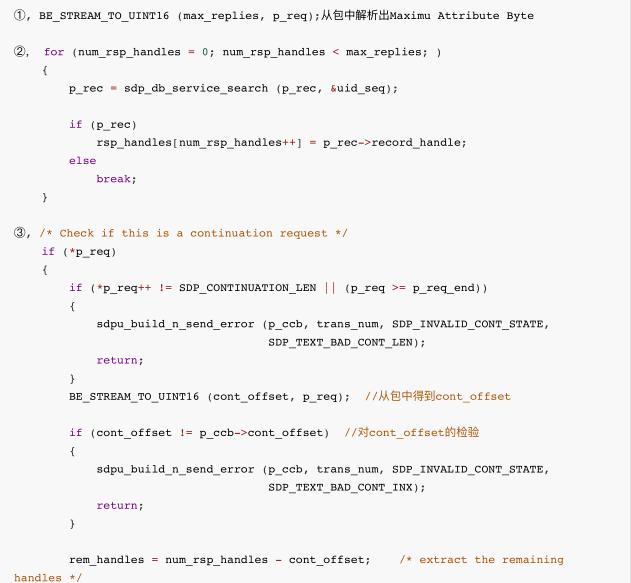 ①, BE_STREAM_TO_UINT16 (max_replies, p_req);从包中解析出Maximu Attribute Byte
②, for (num_rsp_handles = 0; num_rsp_handles < max_replies; )
{
p_rec = sdp_db_service_search (p_rec, &uid_seq);
if (p_rec)
rsp_handles[num_rsp_handles++] = p_rec->record_handle;
else
break;
}
③, /* Check if this is a continuation request */
if (*p_req)
{
if (*p_req++ != SDP_CONTINUATION_LEN || (p_req >= p_req_end))
{
sdpu_build_n_send_error (p_ccb, trans_num, SDP_INVALID_CONT_STATE,
SDP_TEXT_BAD_CONT_LEN);
return;
}
BE_STREAM_TO_UINT16 (cont_offset, p_req);  //从包中得到cont_offset
if (cont_offset != p_ccb->cont_offset)  //对cont_offset的检验
{
sdpu_build_n_send_error (p_ccb, trans_num, SDP_INVALID_CONT_STATE,
SDP_TEXT_BAD_CONT_INX);
return;
}
rem_handles = num_rsp_handles - cont_offset;    /* extract the remaining
handles */